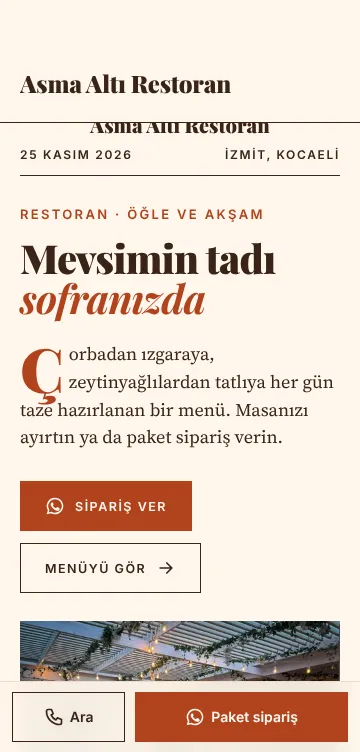 Asma Altı Restoran
Asma Altı Restoran
25 KASIM 2026
İZMİT, KOCAELİ
RESTORAN · ÖĞLE VE AKŞAM
Mevsimin tadı
sofranızda
Çorbadan ızgaraya,
zeytinyağlılardan tatlıya her gün
taze hazırlanan bir menü. Masanızı
ayırtın ya da paket sipariş verin.
SİPARİŞ VER
MENÜYÜ GÖR
Ara
Paket sipariş